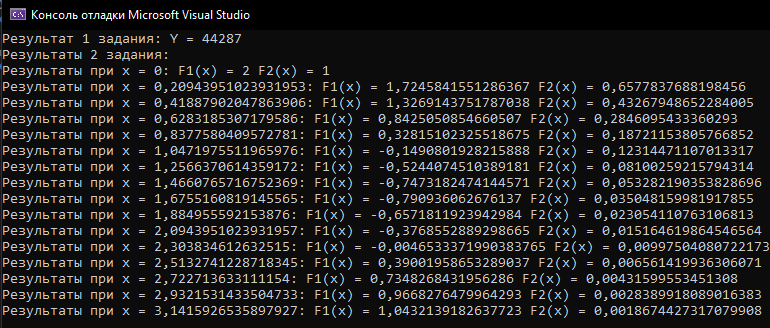 Консоль отладки Microsoft Visual Studio
Результат 1 задания: Y = 44287
Результаты 2 задания:
Результаты при x = 0: F1(x) = 2 F2(x) = 1
Результаты при x = 0,20943951023931953: F1(x) = 1,7245841551286367 F2(x) = 0,6577837688198456
Результаты при x = 0,41887902047863906: F1(x) = 1,3269143751787038 F2(x) = 0,43267948652284005
Результаты при x = 0,6283185307179586: F1(x) = 0,8425050854660507 F2(x) = 0,2846095433360293
Результаты при x = 0,8377580409572781: F1(x) = 0,32815102325518675 F2(x) = 0,18721153805766852
Результаты при x = 1,0471975511965976: F1(x) = -0,1490801928215888 F2(x) = 0,12314471107013317
Результаты при x = 1,2566370614359172: F1(x) = -0,5244074510389181 F2(x) = 0,08100259215794314
Результаты при x = 1,4660765716752369: F1(x) = -0,7473182474144571 F2(x) = 0,053282190353828696
Результаты при x = 1,6755160819145565: F1(x) = -0,790936062676137 F2(x) = 0,035048159981917855
Результаты при x = 1,884955592153876: F1(x) = -0,6571811923942984 F2(x) = 0,023054110763106813
Результаты при x = 2,0943951023931957: F1(x) = -0,3768552889298665 F2(x) = 0,015164619864546564
Результаты при x = 2,303834612632515: F1(x) = -0,0046533371990383765 F2(x) = 0,00997504080722173
Результаты при x = 2,5132741228718345: F1(x) = 0,39001958653289037 F2(x) = 0,006561419936306071
Результаты при x = 2,722713633111154: F1(x) = 0,7348268431956286 F2(x) = 0,00431599553451308
Результаты при x = 2,9321531433504733: F1(x) = 0,9668276479964293 F2(x) = 0,0028389918089016383
Результаты при x = 3,1415926535897927: F1(x) = 1,0432139182637723 F2(x) = 0,0018674427317079908